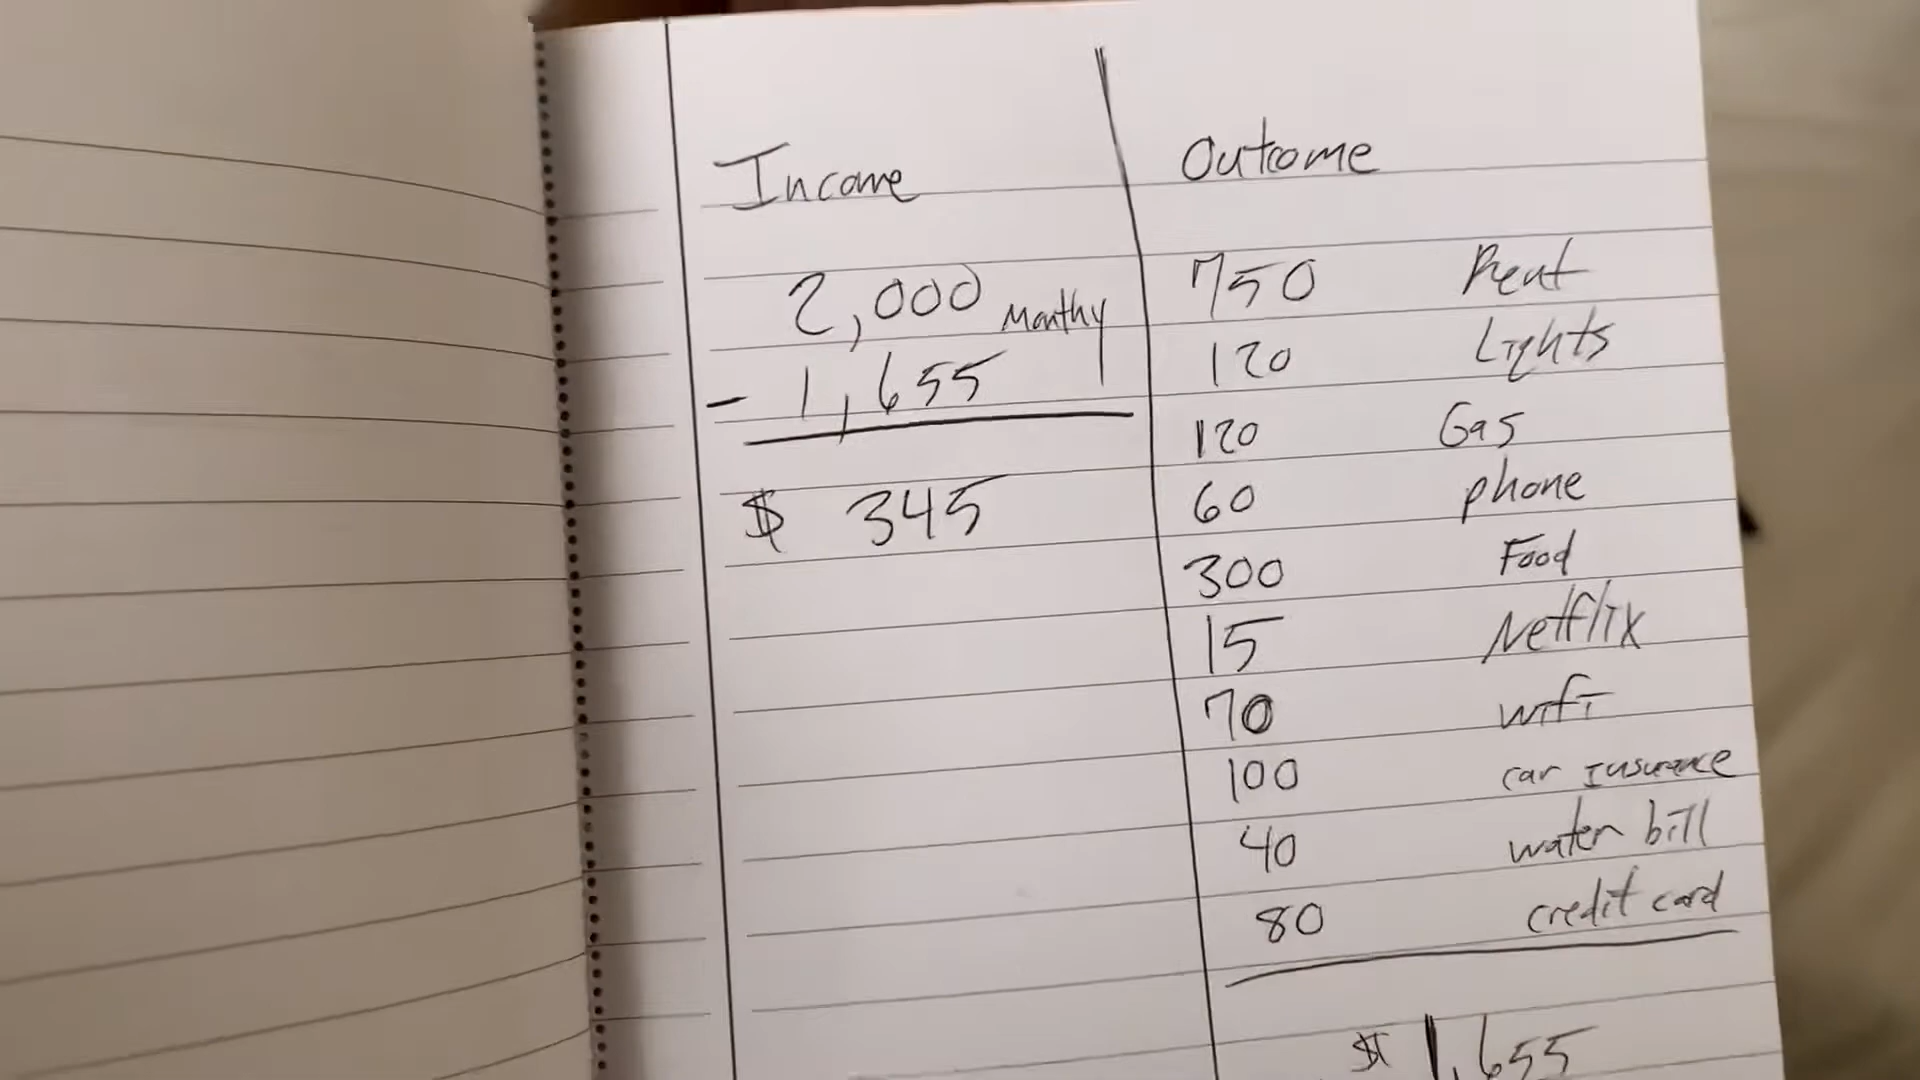 Income
2,000 Monthy
- 1,655
$ 345
Outcome
750 Rent
120 Lights
120 Gas
60 phone
300 Food
15 Netflix
70 wifi
100 car insurance
40 water bill
80 credit card
$ 1,655